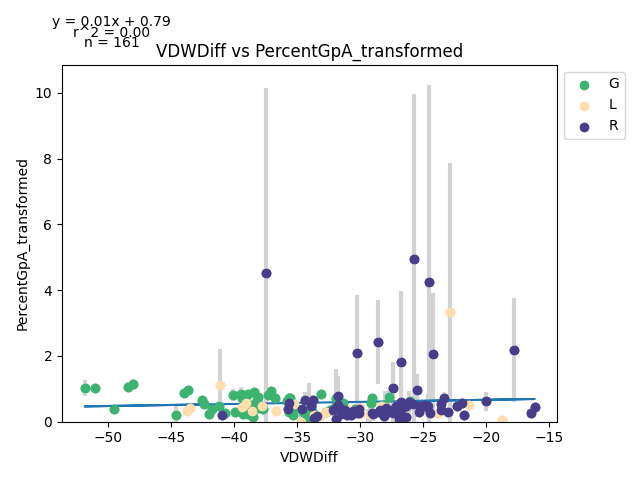 y = 0.01x + 0.79
r^2 = 0.00
n = 161
VDWDiff vs PercentGpA_transformed
G
L
R
PercentGpA_transformed
10
8
6
4
2
0
−50
−45
−40
−35
−30
−25
−20
−15
VDWDiff